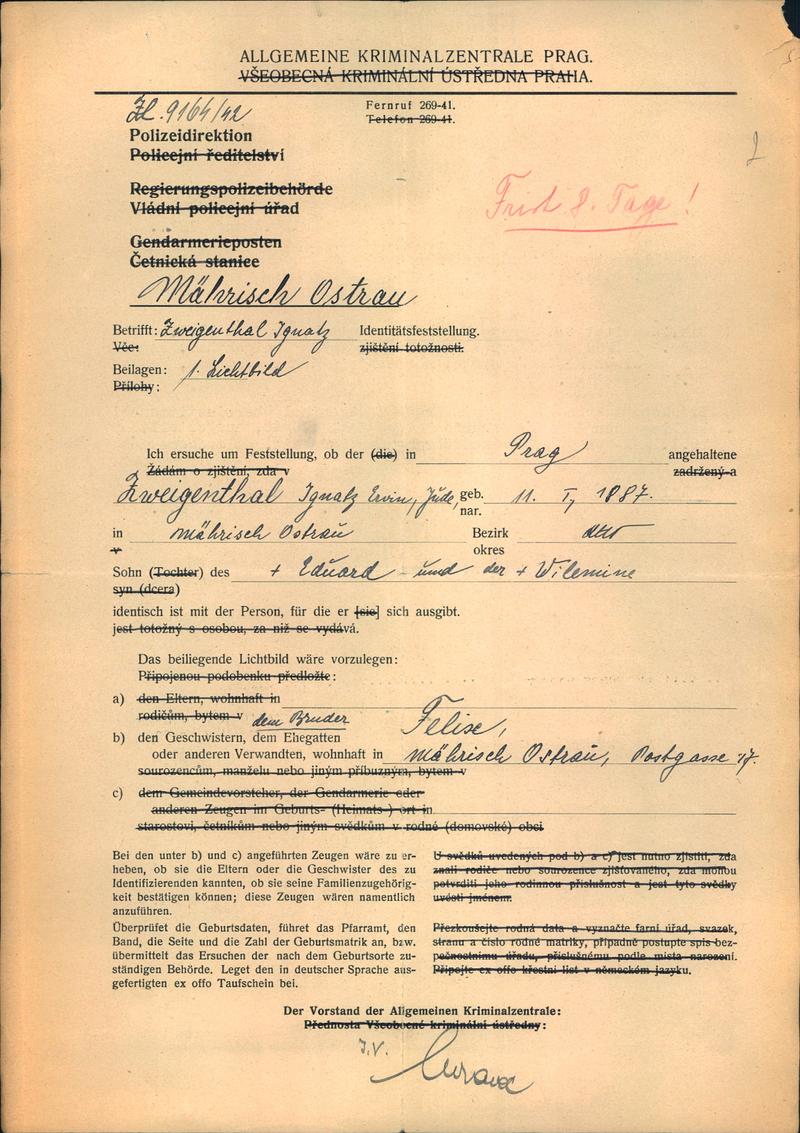 ALLGEMEINE KRIMINALZENTRALE PRAG.
VŠEOBECNÁ KRIMINÁLNÍ ÚSTŘEDNA PRAHA.
Zl. 9164/42
Fernruf 269-41.
Telefon 269-41.
Polizeidirektion
Policejní ředitelství
Regierungspolizeibehörde
Vládní policejní úřad
Frist 8. Tage!
Gendarmerieposten
Četnická stanice
Mährisch Ostrau
Betrifft: Zweigenthal Ignatz Identitätsfeststellung.
Věc: zjištění totožnosti.
Beilagen: 1. Lichtbild
Přílohy:
Ich ersuche um Feststellung, ob der (die) in Prag angehaltene
Žádám o zjištění, zda v zadržený-a
Zweigenthal Ignatz Ervin, Jude, geb. 11. I, 1887.
nar.
in Mährisch Ostrau Bezirk dtto
v okres
Sohn (Tochter) des + Eduard und der + Wilemine
syn (dcera)
identisch ist mit der Person, für die er [sie] sich ausgibt.
jest totožný s osobou, za niž se vydává.
Das beiliegende Lichtbild wäre vorzulegen:
Připojenou podobenku předložte:
a) den Eltern, wohnhaft in
rodičům, bytem v
dem Bruder Felixe,
b) den Geschwistern, dem Ehegatten
oder anderen Verwandten, wohnhaft in Mährisch Ostrau, Postgasse 17.
sourozencům, manželu nebo jiným příbuzným, bytem v
c) dem Gemeindevorsteher, der Gendarmerie oder
anderen Zeugen im Geburts- (Heimats-) ort in
starostovi, četníkům nebo jiným svědkům v rodné (domovské) obci
Bei den unter b) und c) angeführten Zeugen wäre zu er-
heben, ob sie die Eltern oder die Geschwister des zu
Identifizierenden kannten, ob sie seine Familienzugehörig-
keit bestätigen können; diese Zeugen wären namentlich
anzuführen.
U svědků uvedených pod b) a c) jest nutno zjistiti, zda
znali rodiče nebo sourozence zjišťovaného, zda mohou
potvrditi jeho rodinnou příslušnost a jest tyto svědky
uvésti jménem.
Überprüfet die Geburtsdaten, führet das Pfarramt, den
Band, die Seite und die Zahl der Geburtsmatrik an, bzw.
übermittelt das Ersuchen der nach dem Geburtsorte zu-
ständigen Behörde. Leget den in deutscher Sprache aus-
gefertigten ex offo Taufschein bei.
Přezkoušejte rodná data a vyznačte farní úřad, svazek,
stranu a číslo rodné matriky, případně postupte spis bez-
pečnostnímu úřadu, příslušnému podle místa narození.
Připojte ex offo křestní list v německém jazyku.
Der Vorstand der Allgemeinen Kriminalzentrale:
Přednosta Všeobecné kriminální ústředny:
I.V.